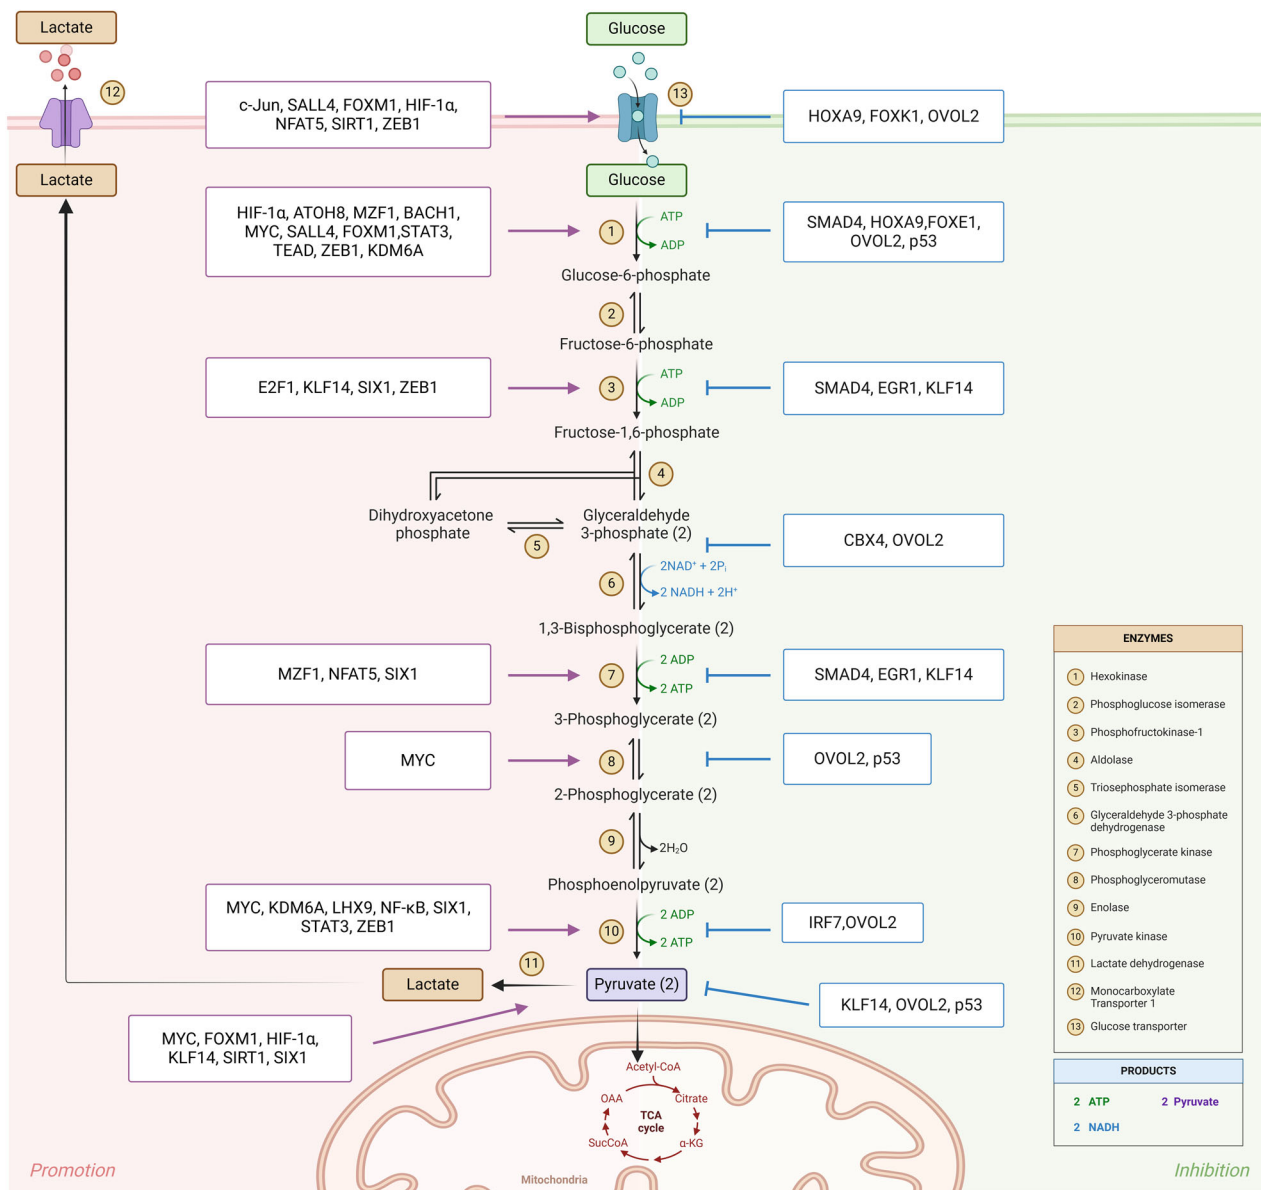 Lactate
Glucose
12
13
c-Jun, SALL4, FOXM1, HIF-1α,
NFAT5, SIRT1, ZEB1
HOXA9, FOXK1, OVOL2
Lactate
Glucose
HIF-1α, ATOH8, MZF1, BACH1,
MYC, SALL4, FOXM1,STAT3,
TEAD, ZEB1, KDM6A
1
ATP
ADP
SMAD4, HOXA9,FOXE1,
OVOL2, p53
Glucose-6-phosphate
2
Fructose-6-phosphate
E2F1, KLF14, SIX1, ZEB1
3
ATP
ADP
SMAD4, EGR1, KLF14
Fructose-1,6-phosphate
4
Dihydroxyacetone
phosphate
5
Glyceraldehyde
3-phosphate (2)
CBX4, OVOL2
6
2NAD⁺ + 2Pᵢ
2 NADH + 2H⁺
1,3-Bisphosphoglycerate (2)
MZF1, NFAT5, SIX1
7
2 ADP
2 ATP
SMAD4, EGR1, KLF14
3-Phosphoglycerate (2)
MYC
8
OVOL2, p53
2-Phosphoglycerate (2)
9
2H₂O
Phosphoenolpyruvate (2)
MYC, KDM6A, LHX9, NF-κB, SIX1,
STAT3, ZEB1
10
2 ADP
2 ATP
IRF7,OVOL2
11
Lactate
Pyruvate (2)
KLF14, OVOL2, p53
MYC, FOXM1, HIF-1α,
KLF14, SIRT1, SIX1
Acetyl-CoA
OAA
Citrate
TCA
cycle
SucCoA
α-KG
Mitochondria
Promotion
Inhibition
ENZYMES
1 Hexokinase
2 Phosphoglucose isomerase
3 Phosphofructokinase-1
4 Aldolase
5 Triosephosphate isomerase
6 Glyceraldehyde 3-phosphate
dehydrogenase
7 Phosphoglycerate kinase
8 Phosphoglyceromutase
9 Enolase
10 Pyruvate kinase
11 Lactate dehydrogenase
12 Monocarboxylate
Transporter 1
13 Glucose transporter
PRODUCTS
2 ATP 2 Pyruvate
2 NADH